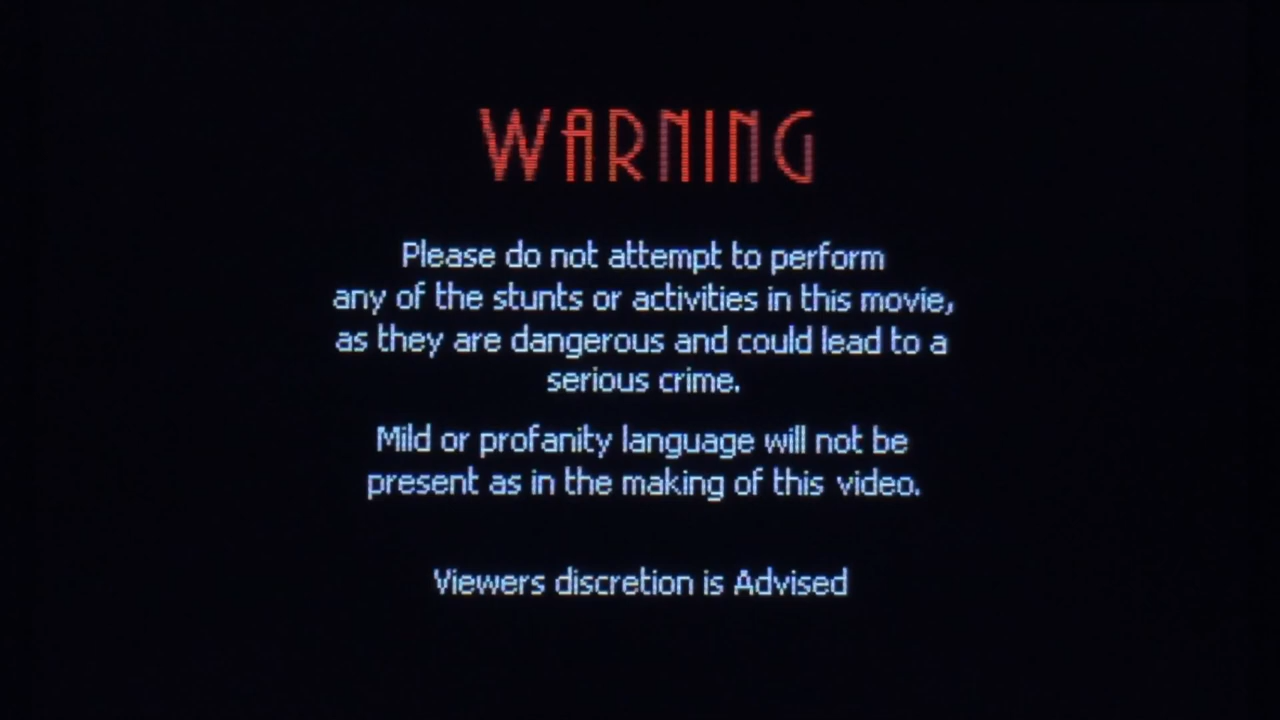 WARNING
Please do not attempt to perform
any of the stunts or activities in this movie,
as they are dangerous and could lead to a
serious crime.
Mild or profanity language will not be
present as in the making of this video.
Viewers discretion is Advised